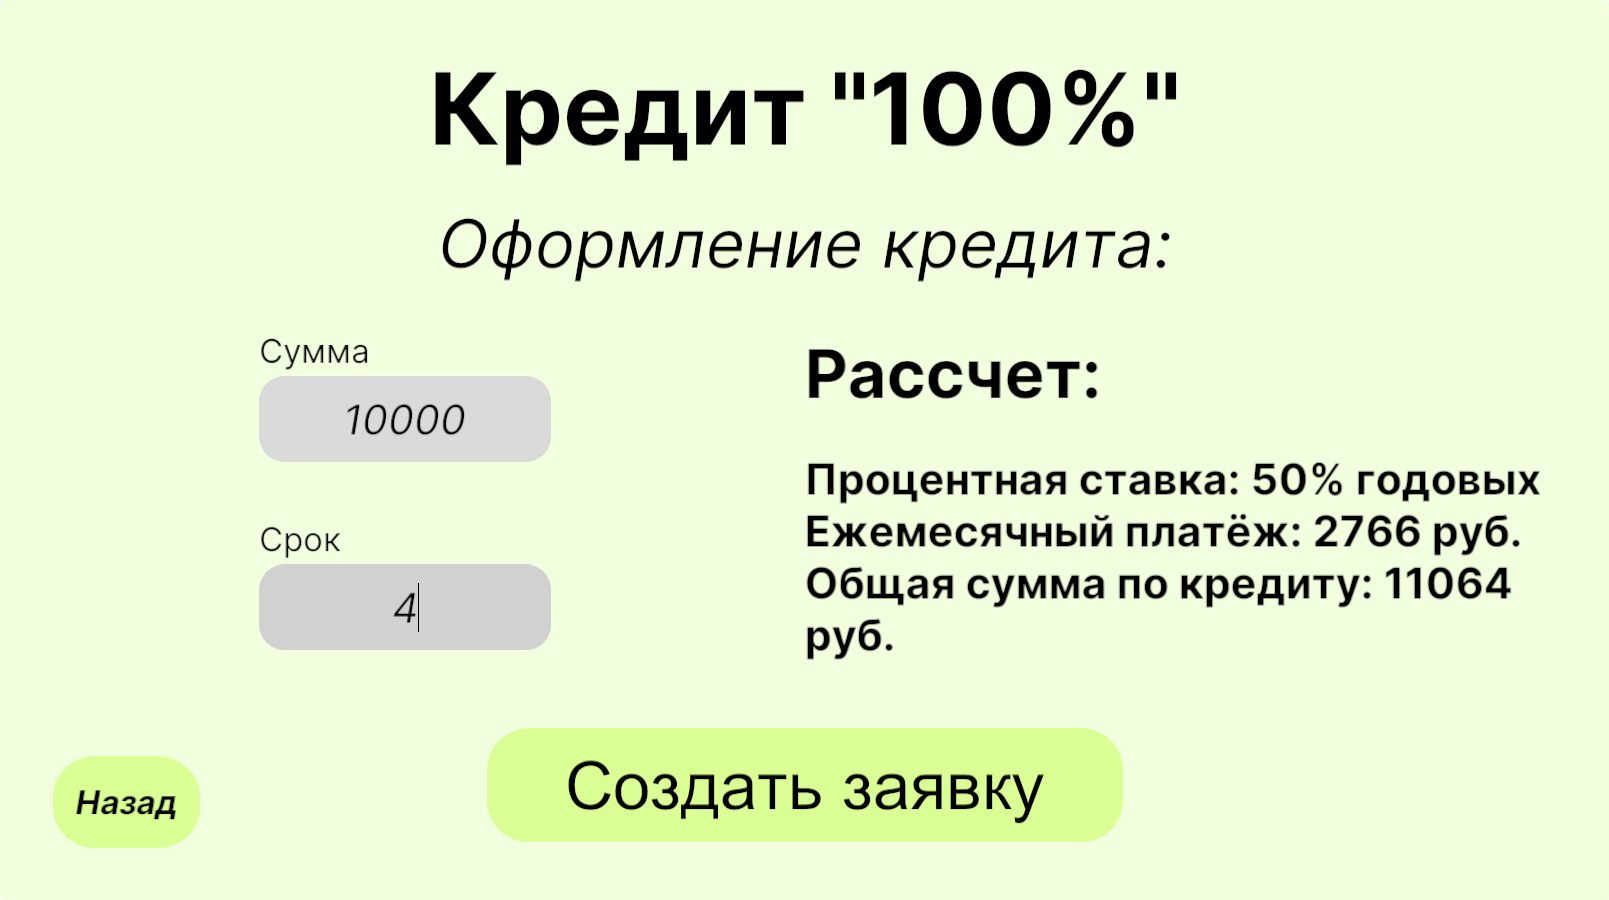 Кредит "100%"
Оформление кредита:
Сумма
10000
Срок
4
Рассчет:
Процентная ставка: 50% годовых
Ежемесячный платёж: 2766 руб.
Общая сумма по кредиту: 11064
руб.
Создать заявку
Назад